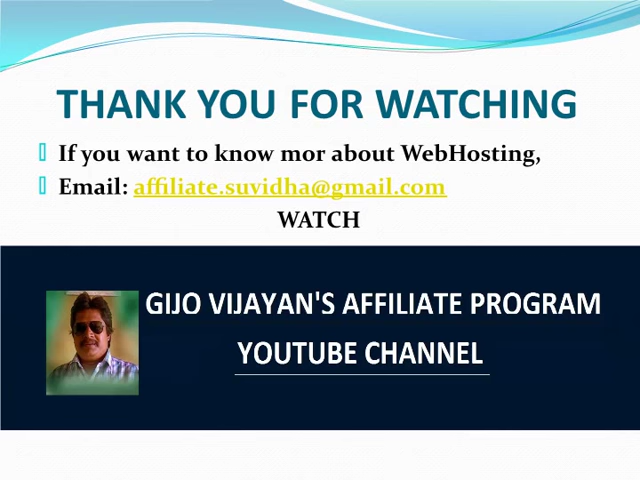 THANK YOU FOR WATCHING
If you want to know mor about WebHosting,
Email: affiliate.suvidha@gmail.com
WATCH
GIJO VIJAYAN'S AFFILIATE PROGRAM
YOUTUBE CHANNEL